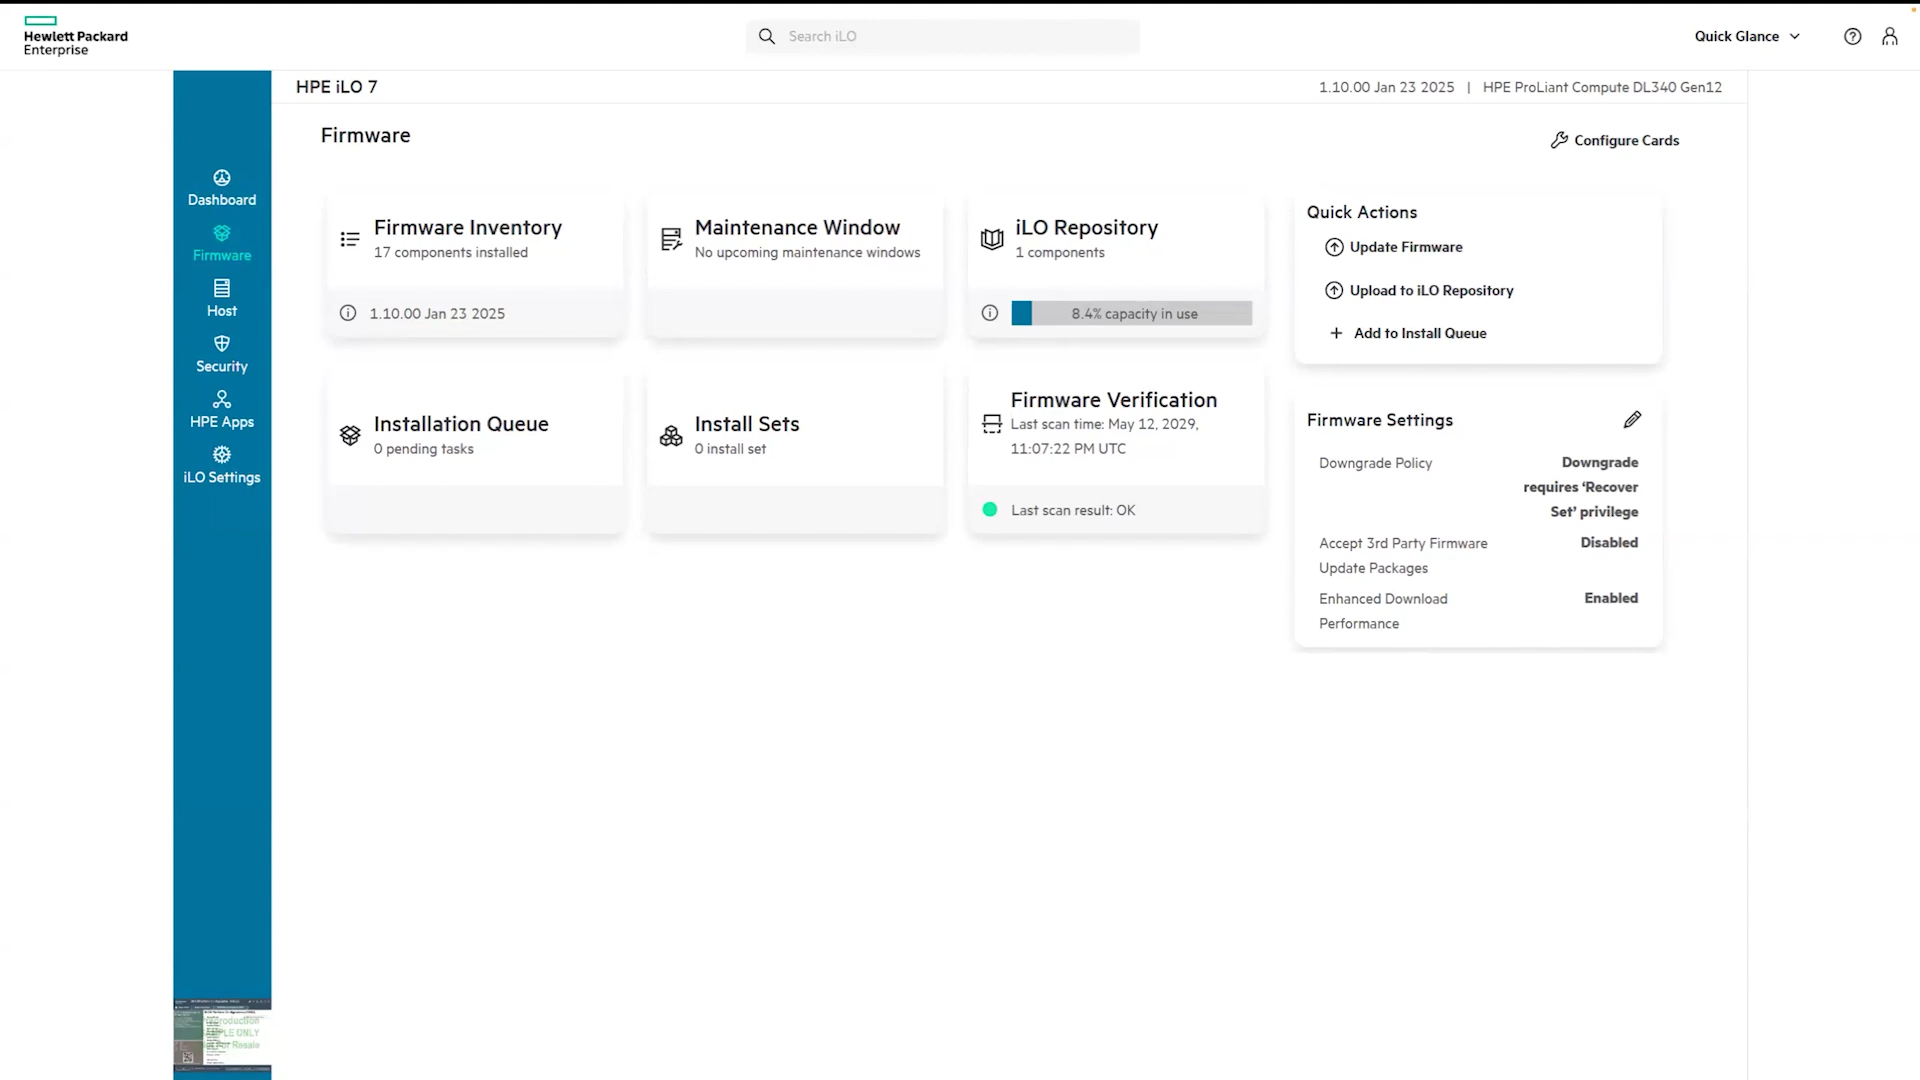 Hewlett Packard
Enterprise
Search iLO
Quick Glance
HPE iLO 7
1.10.00 Jan 23 2025 | HPE ProLiant Compute DL340 Gen12
Dashboard
Firmware
Host
Security
HPE Apps
iLO Settings
Firmware
Configure Cards
Firmware Inventory
17 components installed
1.10.00 Jan 23 2025
Maintenance Window
No upcoming maintenance windows
iLO Repository
1 components
8.4% capacity in use
Installation Queue
0 pending tasks
Install Sets
0 install set
Firmware Verification
Last scan time: May 12, 2029,
11:07:22 PM UTC
Last scan result: OK
Quick Actions
Update Firmware
Upload to iLO Repository
Add to Install Queue
Firmware Settings
Downgrade Policy
Downgrade
requires ‘Recover
Set’ privilege
Accept 3rd Party Firmware
Update Packages
Disabled
Enhanced Download
Performance
Enabled